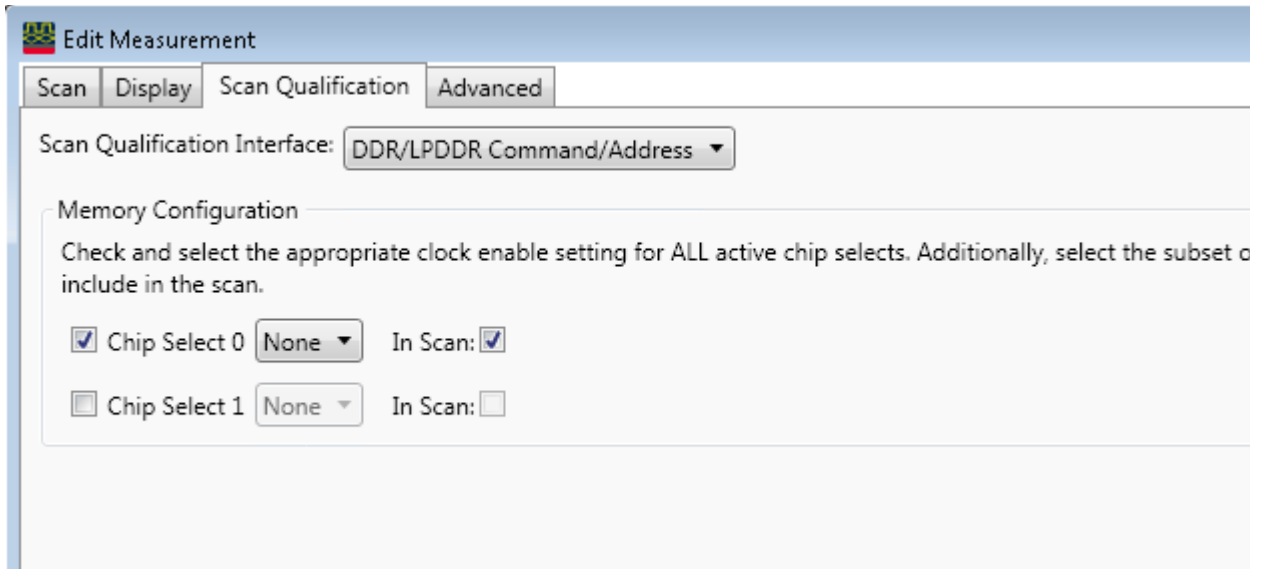 Edit Measurement
Scan Display Scan Qualification Advanced
Scan Qualification Interface: DDR/LPDDR Command/Address
Memory Configuration
Check and select the appropriate clock enable setting for ALL active chip selects. Additionally, select the subset o
include in the scan.
Chip Select 0 None In Scan:
Chip Select 1 None In Scan: